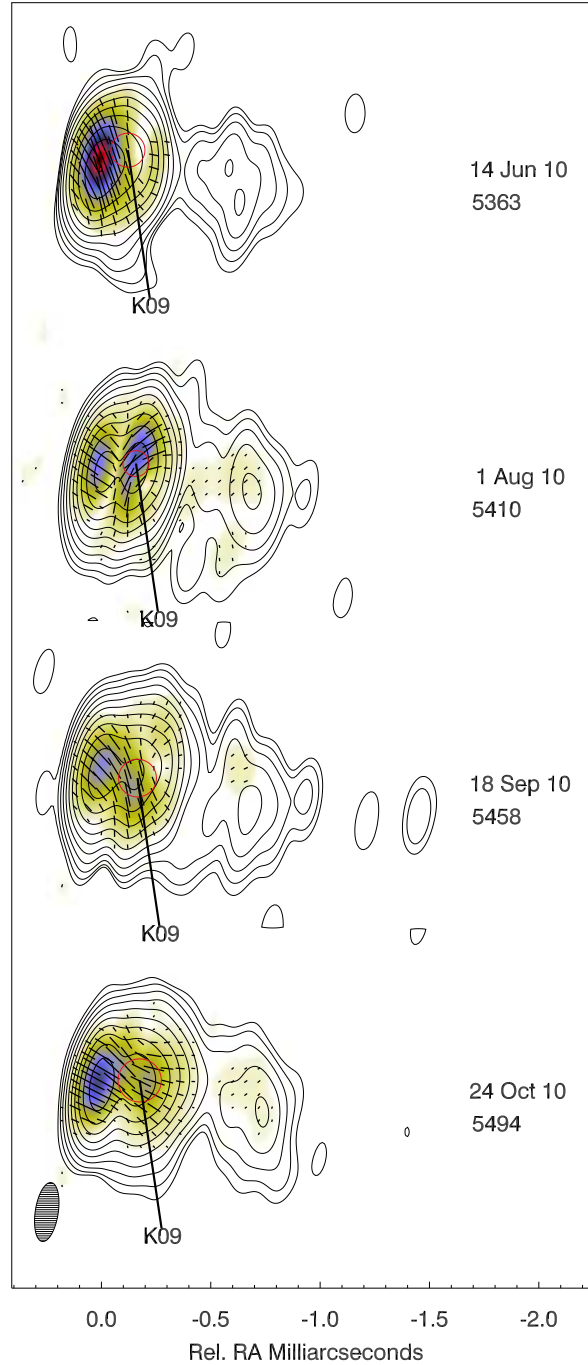 14 Jun 10
5363
K09
1 Aug 10
5410
K09
18 Sep 10
5458
K09
24 Oct 10
5494
K09
0.0 -0.5 -1.0 -1.5 -2.0
Rel. RA Milliarcseconds